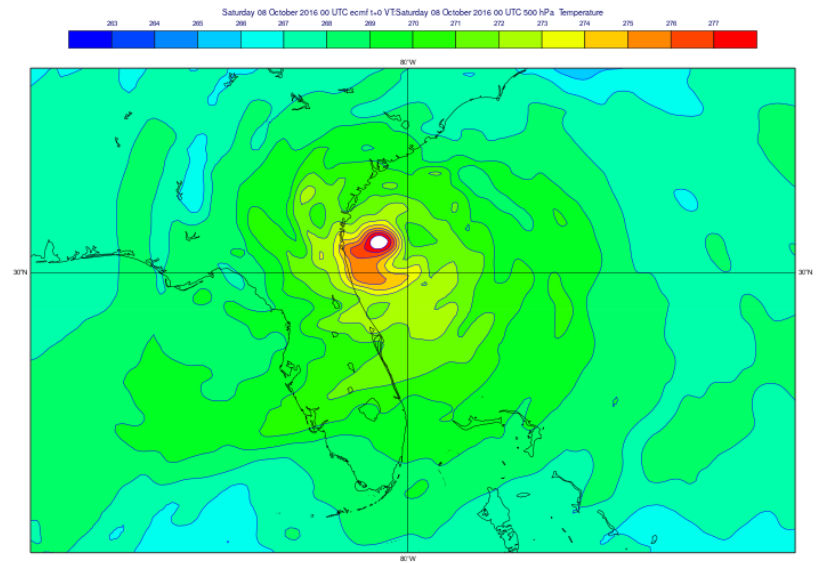 Saturday 08 October 2016 00 UTC ecmf t+0 VT:Saturday 08 October 2016 00 UTC 500 hPa Temperature
263 264 265 266 267 268 269 270 271 272 273 274 275 276 277
80°W
30°N 30°N
80°W